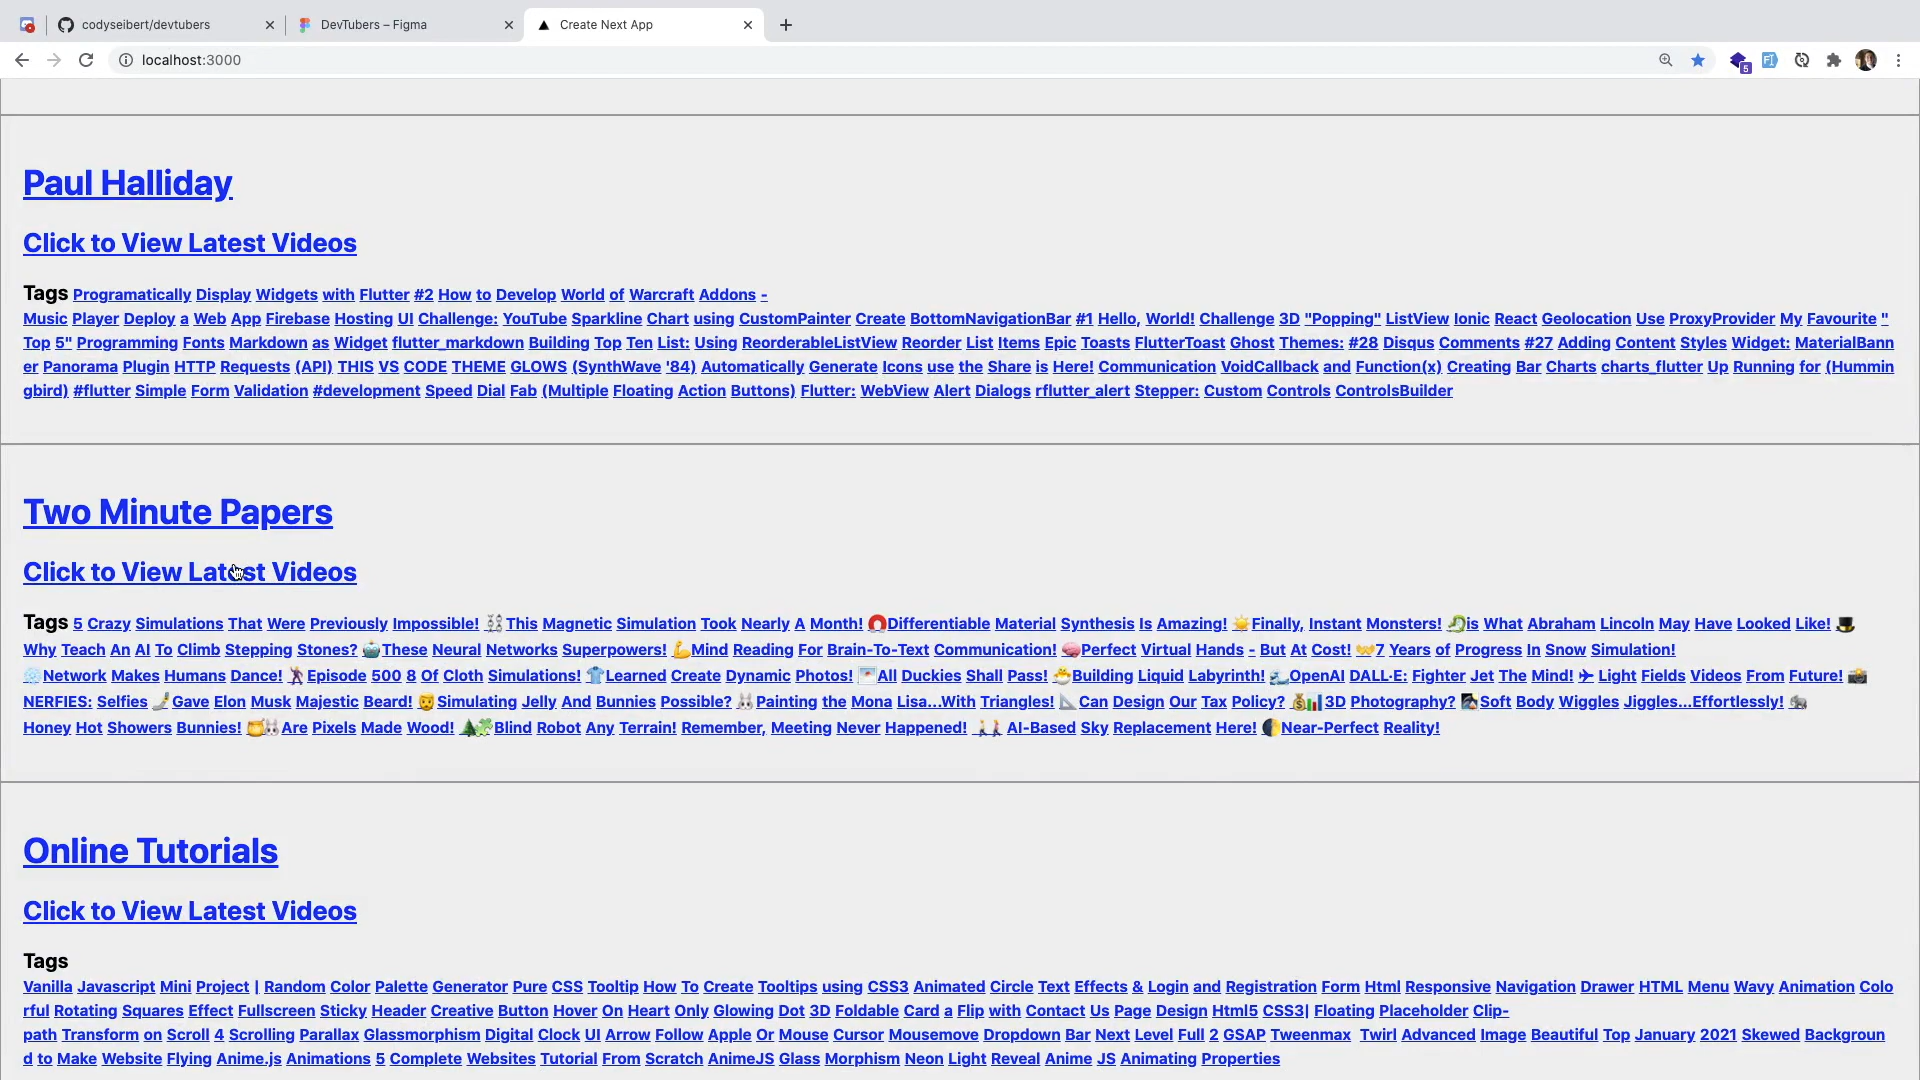 codyseibert/devtubers
DevTubers – Figma
Create Next App
localhost:3000
5
Paul Halliday
Click to View Latest Videos
Tags Programatically Display Widgets with Flutter #2 How to Develop World of Warcraft Addons -
Music Player Deploy a Web App Firebase Hosting UI Challenge: YouTube Sparkline Chart using CustomPainter Create BottomNavigationBar #1 Hello, World! Challenge 3D "Popping" ListView Ionic React Geolocation Use ProxyProvider My Favourite "
Top 5" Programming Fonts Markdown as Widget flutter_markdown Building Top Ten List: Using ReorderableListView Reorder List Items Epic Toasts FlutterToast Ghost Themes: #28 Disqus Comments #27 Adding Content Styles Widget: MaterialBann
er Panorama Plugin HTTP Requests (API) THIS VS CODE THEME GLOWS (SynthWave '84) Automatically Generate Icons use the Share is Here! Communication VoidCallback and Function(x) Creating Bar Charts charts_flutter Up Running for (Hummin
gbird) #flutter Simple Form Validation #development Speed Dial Fab (Multiple Floating Action Buttons) Flutter: WebView Alert Dialogs rflutter_alert Stepper: Custom Controls ControlsBuilder
Two Minute Papers
Click to View Latest Videos
Tags 5 Crazy Simulations That Were Previously Impossible! ⛓This Magnetic Simulation Took Nearly A Month! 🧲Differentiable Material Synthesis Is Amazing! ☀️Finally, Instant Monsters! 🐉is What Abraham Lincoln May Have Looked Like! 🎩
Why Teach An AI To Climb Stepping Stones? 🤖These Neural Networks Superpowers! 💪Mind Reading For Brain-To-Text Communication! 🧠Perfect Virtual Hands - But At Cost! 👐7 Years of Progress In Snow Simulation!
❄️Network Makes Humans Dance! 🕺Episode 500 8 Of Cloth Simulations! 👕Learned Create Dynamic Photos! All Duckies Shall Pass! 🐣Building Liquid Labyrinth! 🌊OpenAI DALL-E: Fighter Jet The Mind! ✈ Light Fields Videos From Future! 📸
NERFIES: Selfies 🤳Gave Elon Musk Majestic Beard! 🧔Simulating Jelly And Bunnies Possible? 🐰Painting the Mona Lisa...With Triangles! 📐Can Design Our Tax Policy? 💰📊3D Photography? Soft Body Wiggles Jiggles...Effortlessly! 🐘
Honey Hot Showers Bunnies! 🍯🐰Are Pixels Made Wood! 🌲🧩Blind Robot Any Terrain! Remember, Meeting Never Happened! 🚶🚶 AI-Based Sky Replacement Here! 🌓Near-Perfect Reality!
Online Tutorials
Click to View Latest Videos
Tags
Vanilla Javascript Mini Project | Random Color Palette Generator Pure CSS Tooltip How To Create Tooltips using CSS3 Animated Circle Text Effects & Login and Registration Form Html Responsive Navigation Drawer HTML Menu Wavy Animation Colo
rful Rotating Squares Effect Fullscreen Sticky Header Creative Button Hover On Heart Only Glowing Dot 3D Foldable Card a Flip with Contact Us Page Design Html5 CSS3| Floating Placeholder Clip-
path Transform on Scroll 4 Scrolling Parallax Glassmorphism Digital Clock UI Arrow Follow Apple Or Mouse Cursor Mousemove Dropdown Bar Next Level Full 2 GSAP Tweenmax Twirl Advanced Image Beautiful Top January 2021 Skewed Backgroun
d to Make Website Flying Anime.js Animations 5 Complete Websites Tutorial From Scratch AnimeJS Glass Morphism Neon Light Reveal Anime JS Animating Properties